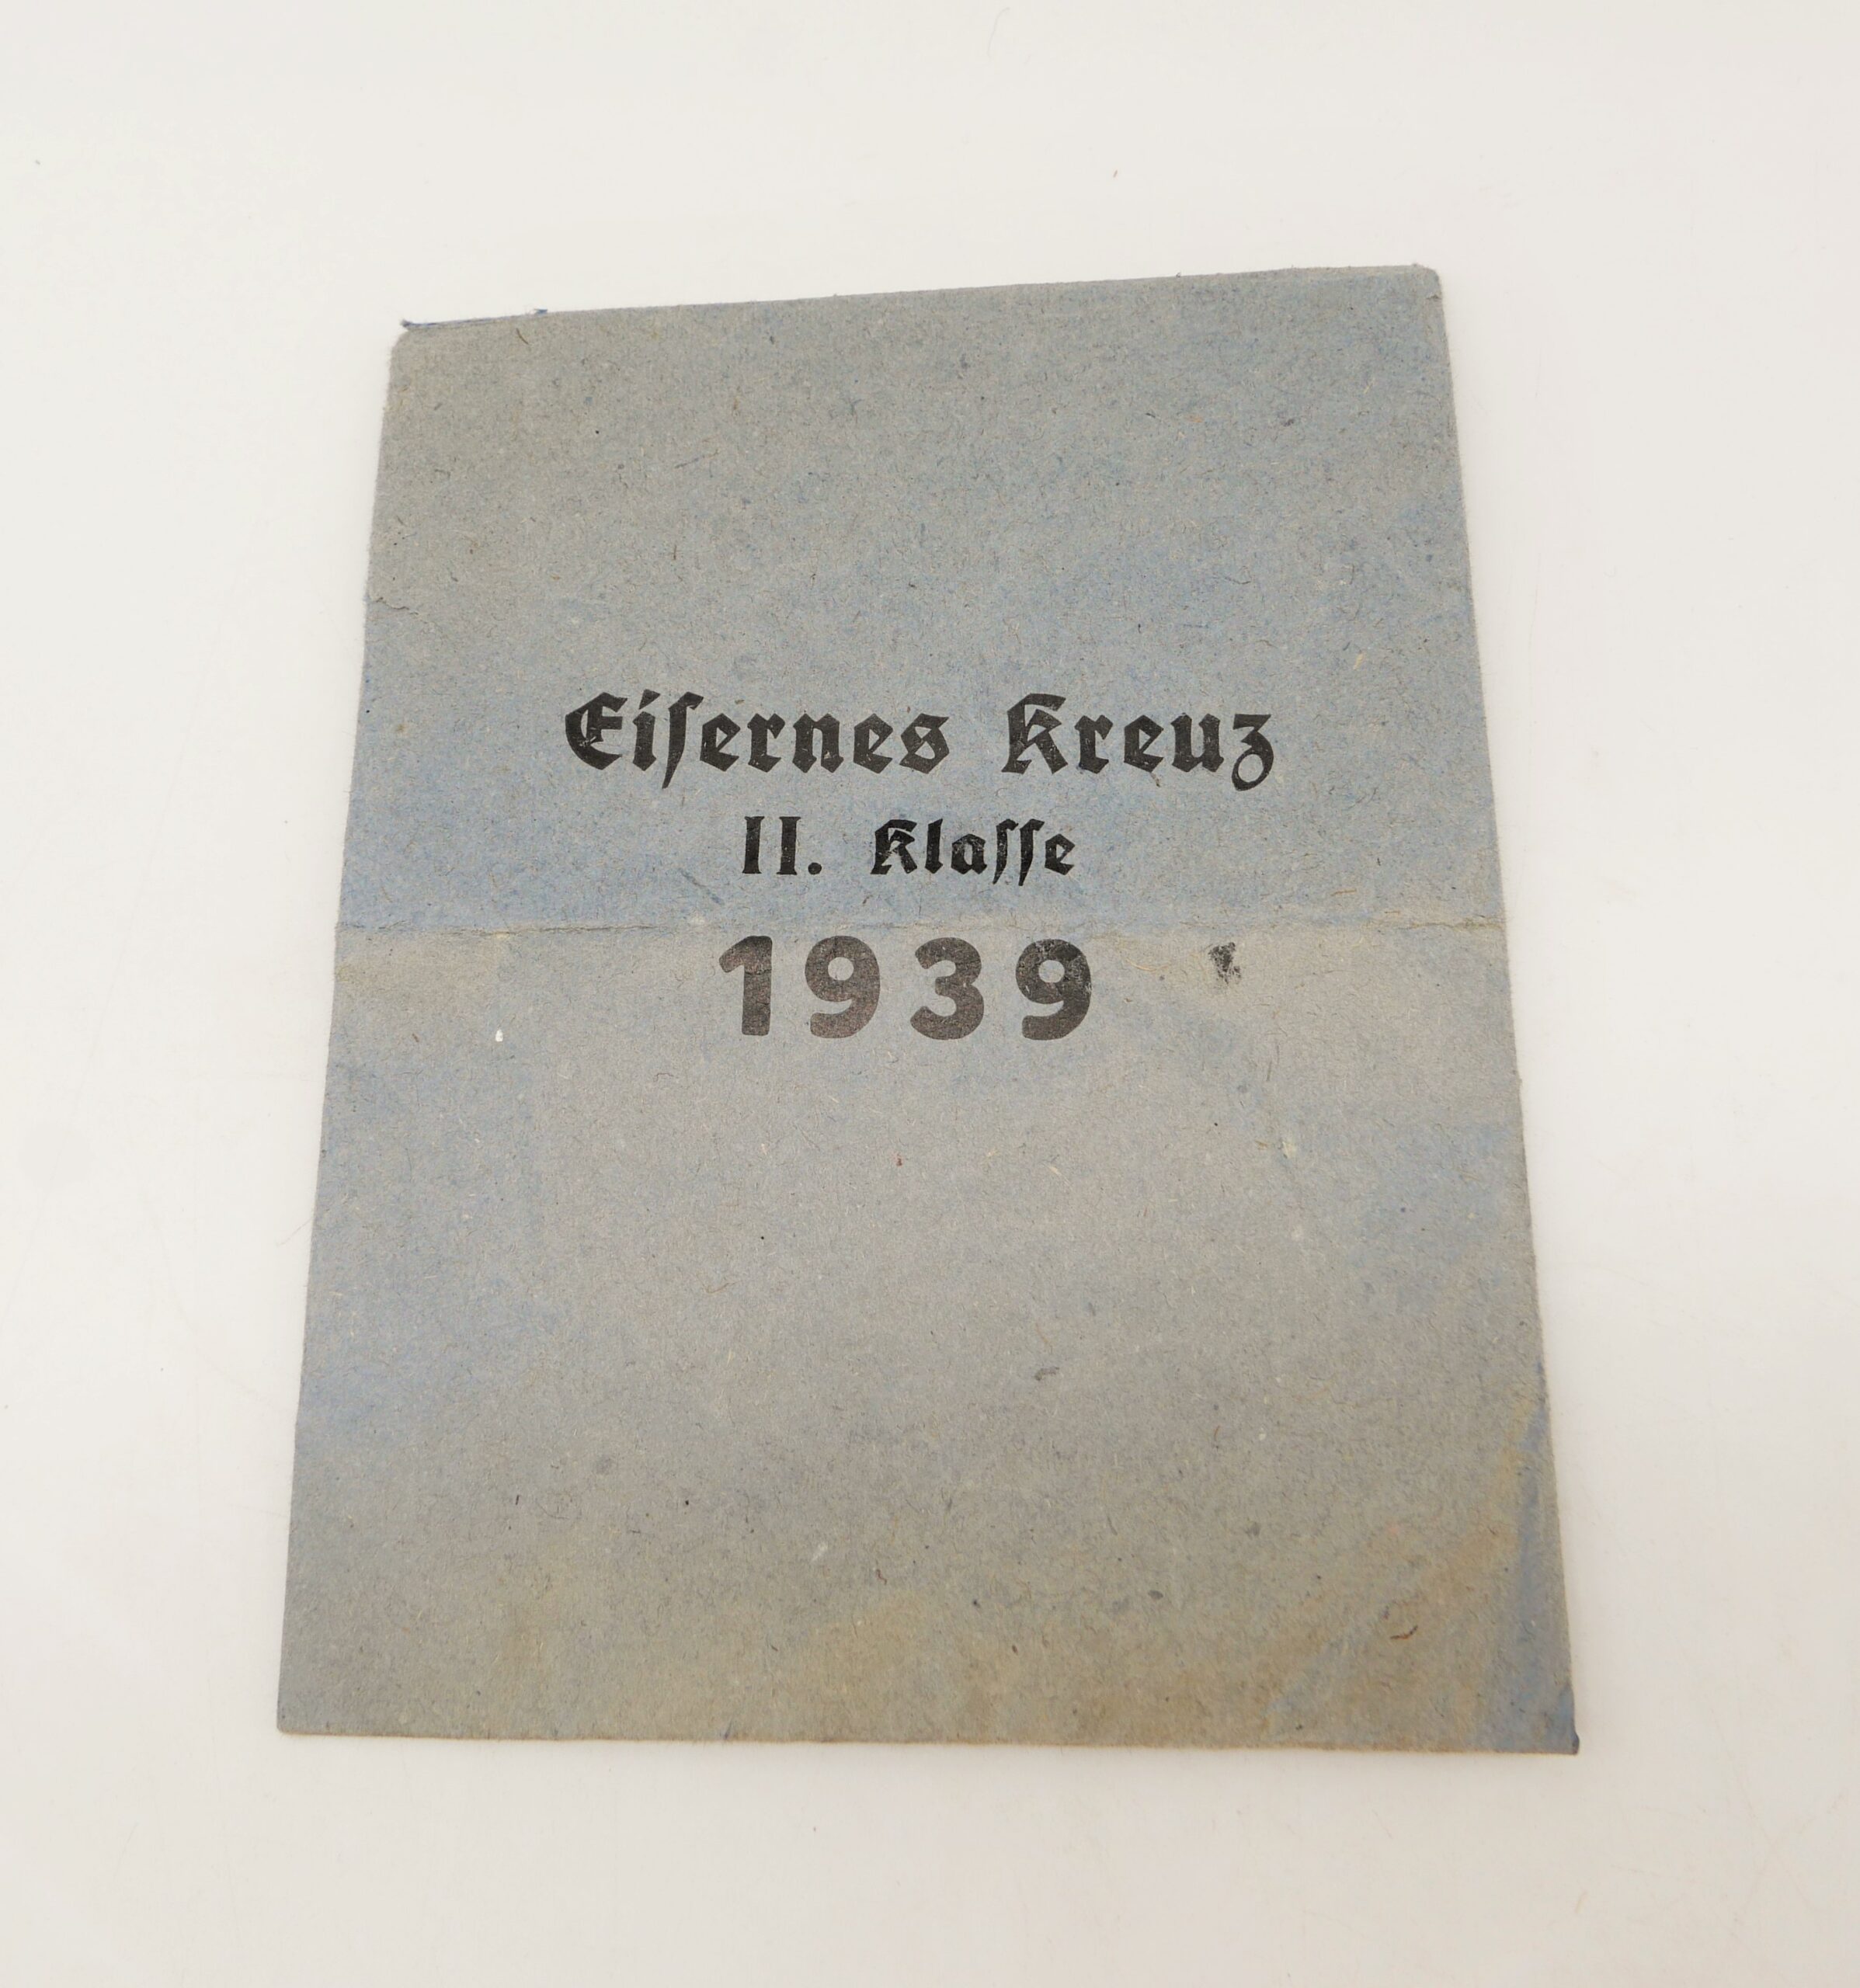 Eiſernes Kreuz
II. Klaſſe
1939